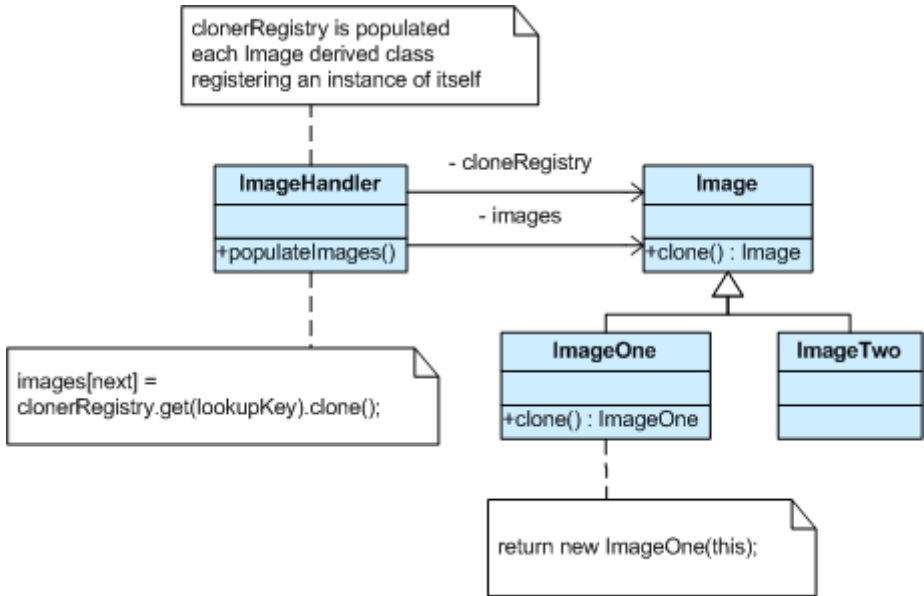 clonerRegistry is populated
each Image derived class
registering an instance of itself
- cloneRegistry
ImageHandler
Image
- images
+populateImages()
+clone() : Image
ImageOne
ImageTwo
images[next] =
clonerRegistry.get(lookupKey).clone();
+clone() : ImageOne
return new ImageOne(this);